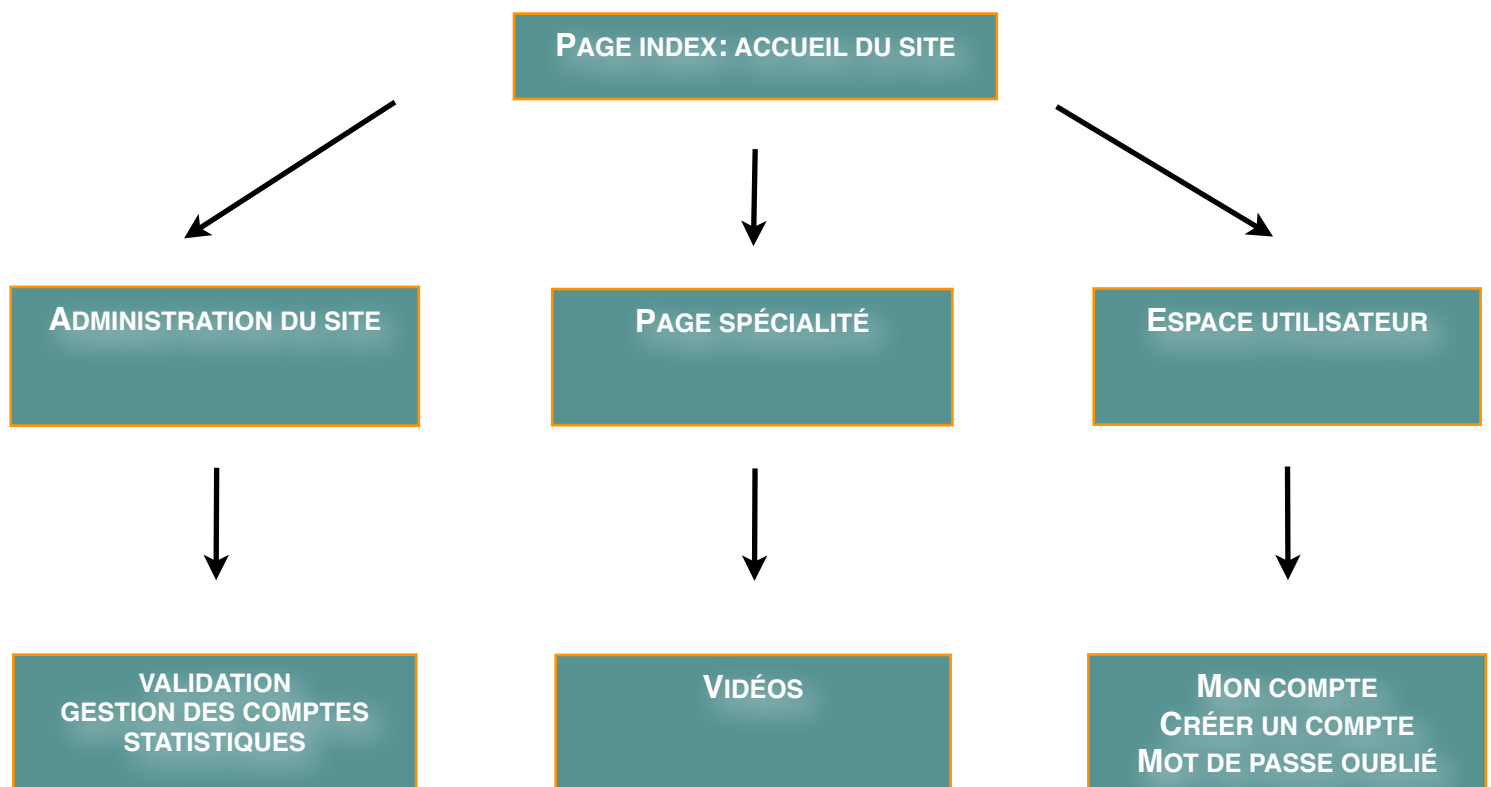 PAGE INDEX: ACCUEIL DU SITE
ADMINISTRATION DU SITE
PAGE SPÉCIALITÉ
ESPACE UTILISATEUR
VALIDATION
GESTION DES COMPTES
STATISTIQUES
VIDÉOS
MON COMPTE
CRÉER UN COMPTE
MOT DE PASSE OUBLIÉ